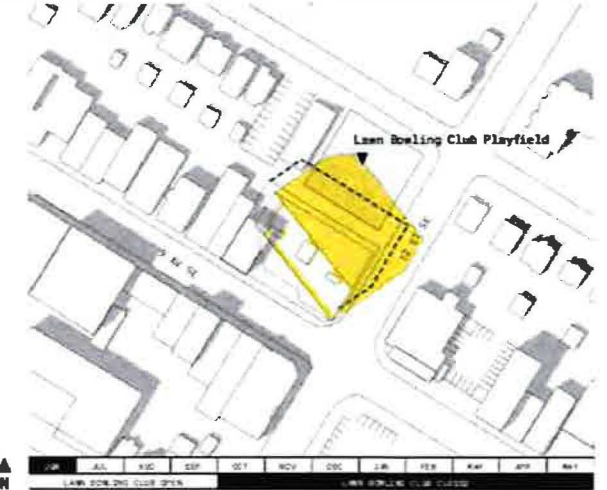 Lawn Bowling Club Playfield
JUN JUL AUG SEP OCT NOV DEC JAN FEB MAR APR MAY
N
LAWN BOWLING CLUB OPEN LAWN BOWLING CLUB CLOSED